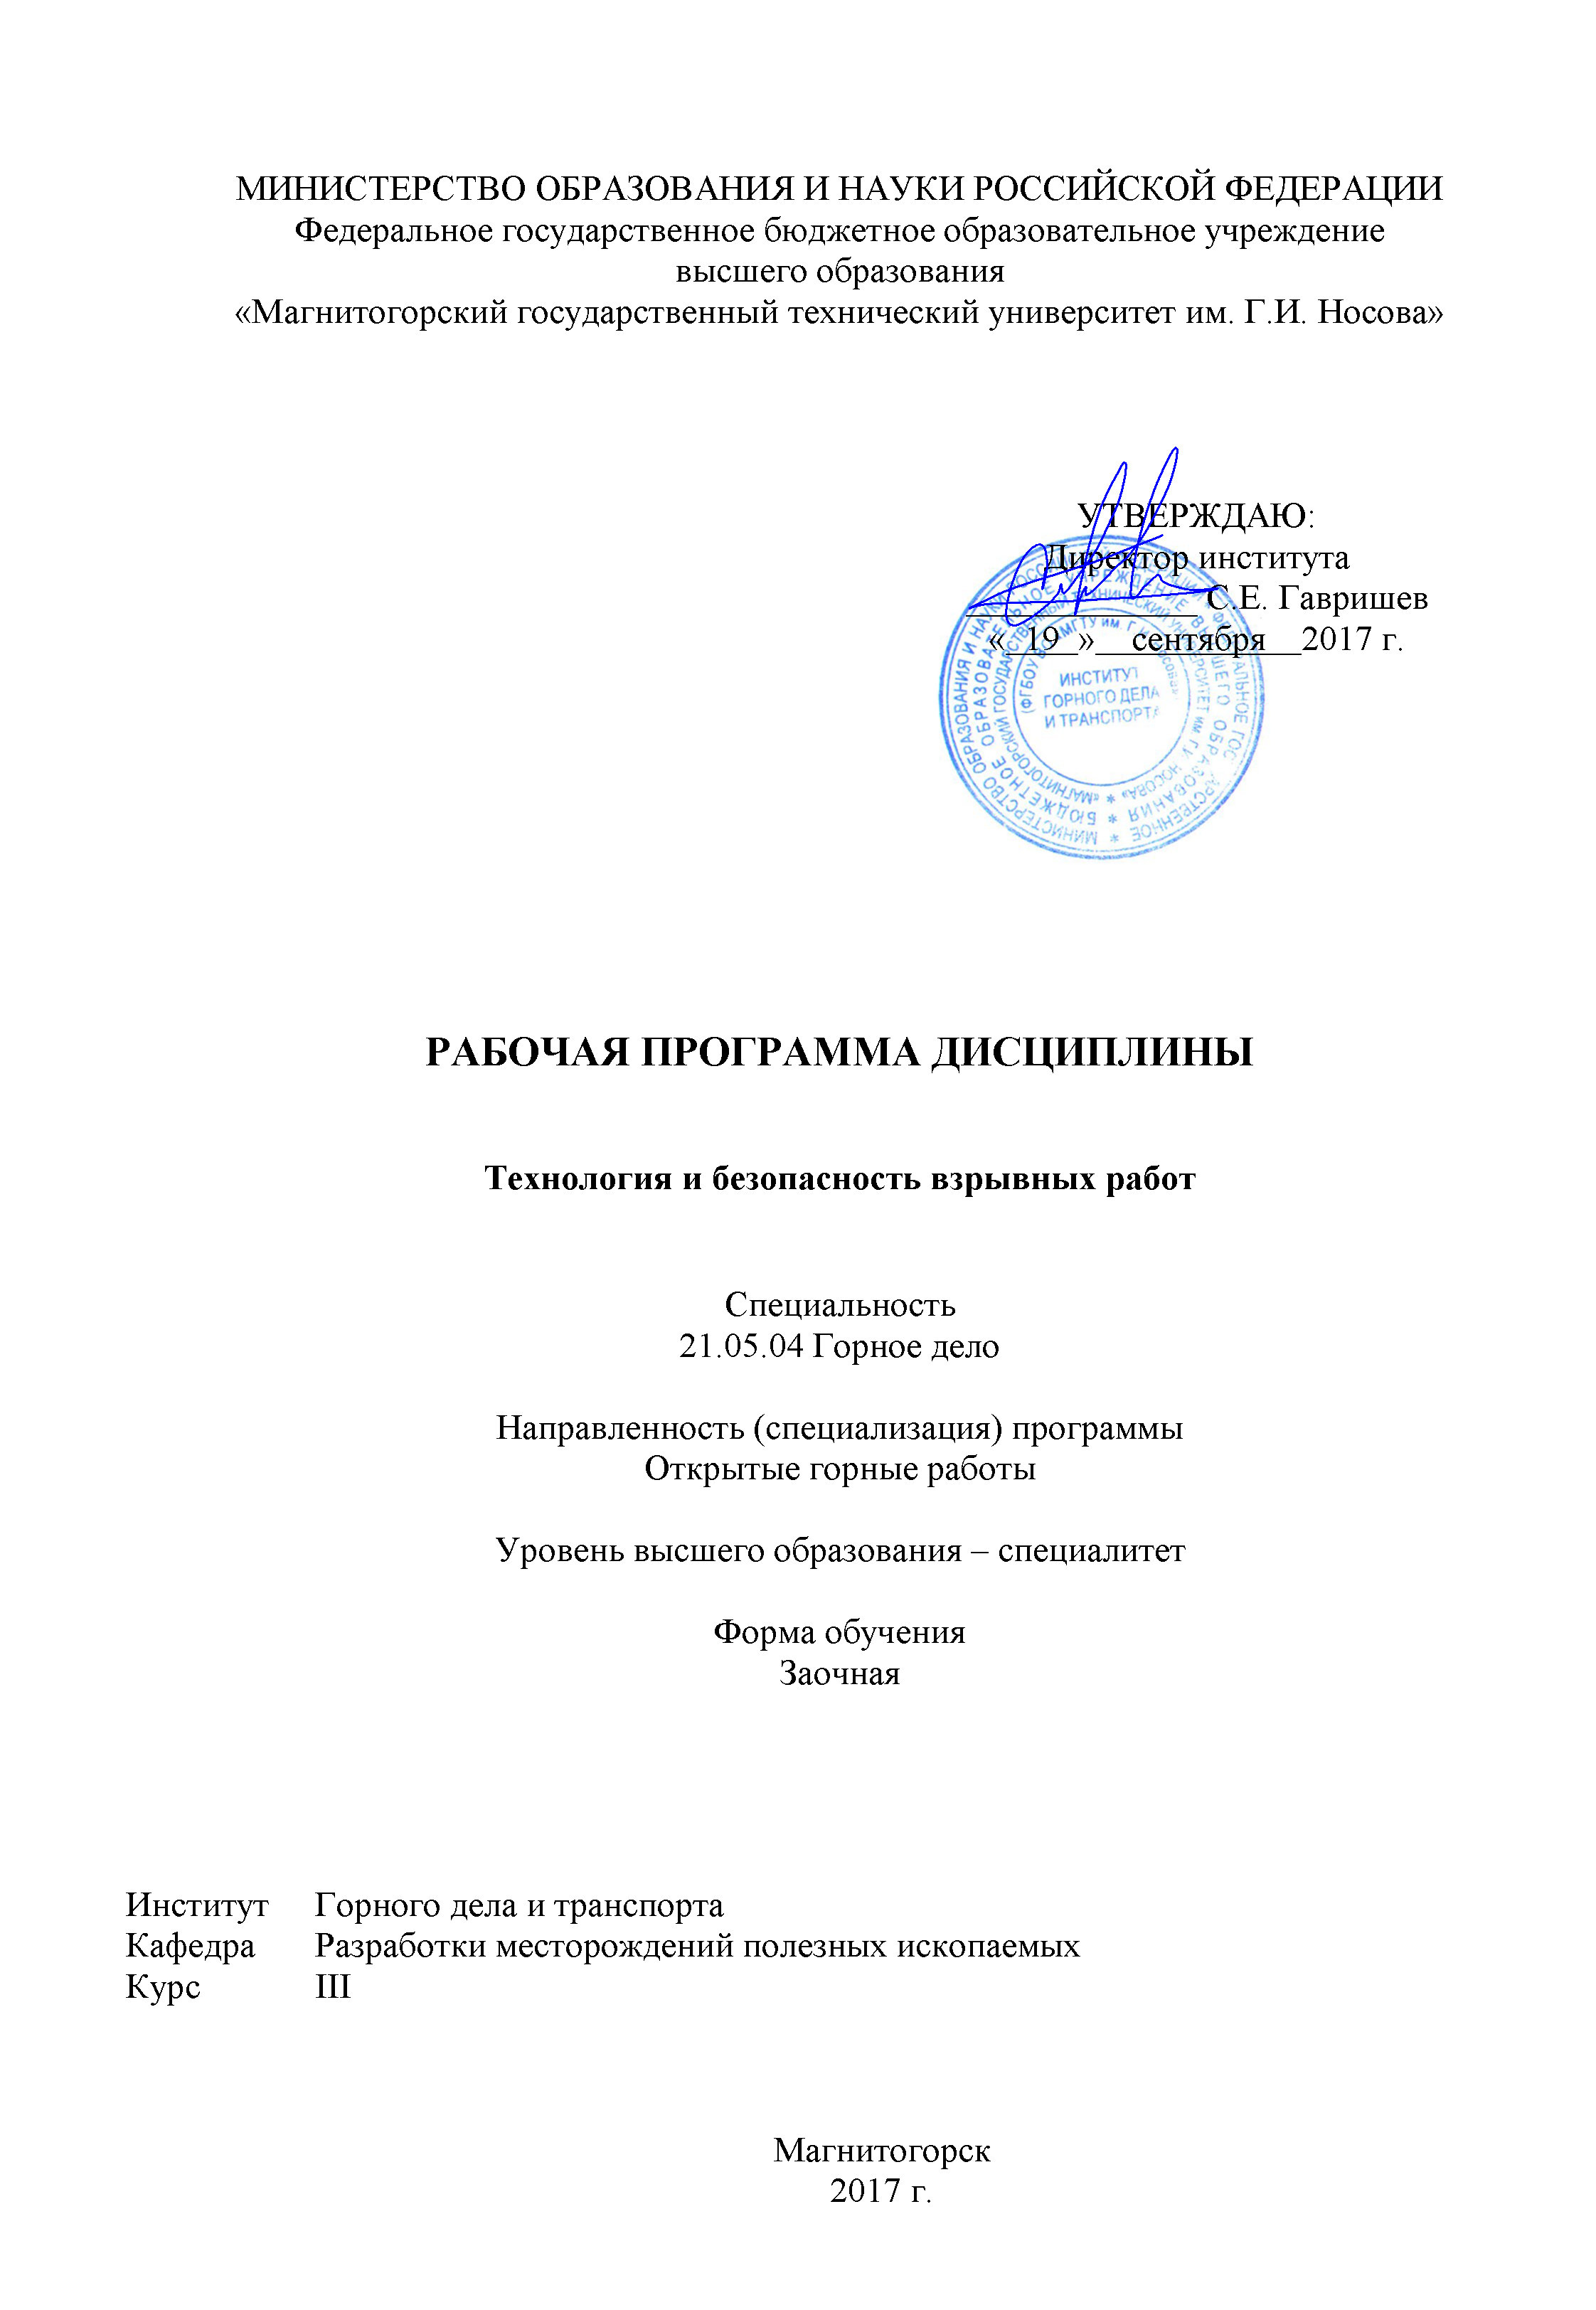 МИНИСТЕРСТВО ОБРАЗОВАНИЯ И НАУКИ РОССИЙСКОЙ ФЕДЕРАЦИИ
Федеральное государственное бюджетное образовательное учреждение
высшего образования
«Магнитогорский государственный технический университет им. Г.И. Носова»
УТВЕРЖДАЮ:
Директор института
_____________ С.Е. Гавришев
«_19_»__сентября__2017 г.
ИНСТИТУТ
ГОРНОГО ДЕЛА
И ТРАНСПОРТА
РАБОЧАЯ ПРОГРАММА ДИСЦИПЛИНЫ
Технология и безопасность взрывных работ
Специальность
21.05.04 Горное дело
Направленность (специализация) программы
Открытые горные работы
Уровень высшего образования – специалитет
Форма обучения
Заочная
Институт Горного дела и транспорта
Кафедра Разработки месторождений полезных ископаемых
Курс III
Магнитогорск
2017 г.